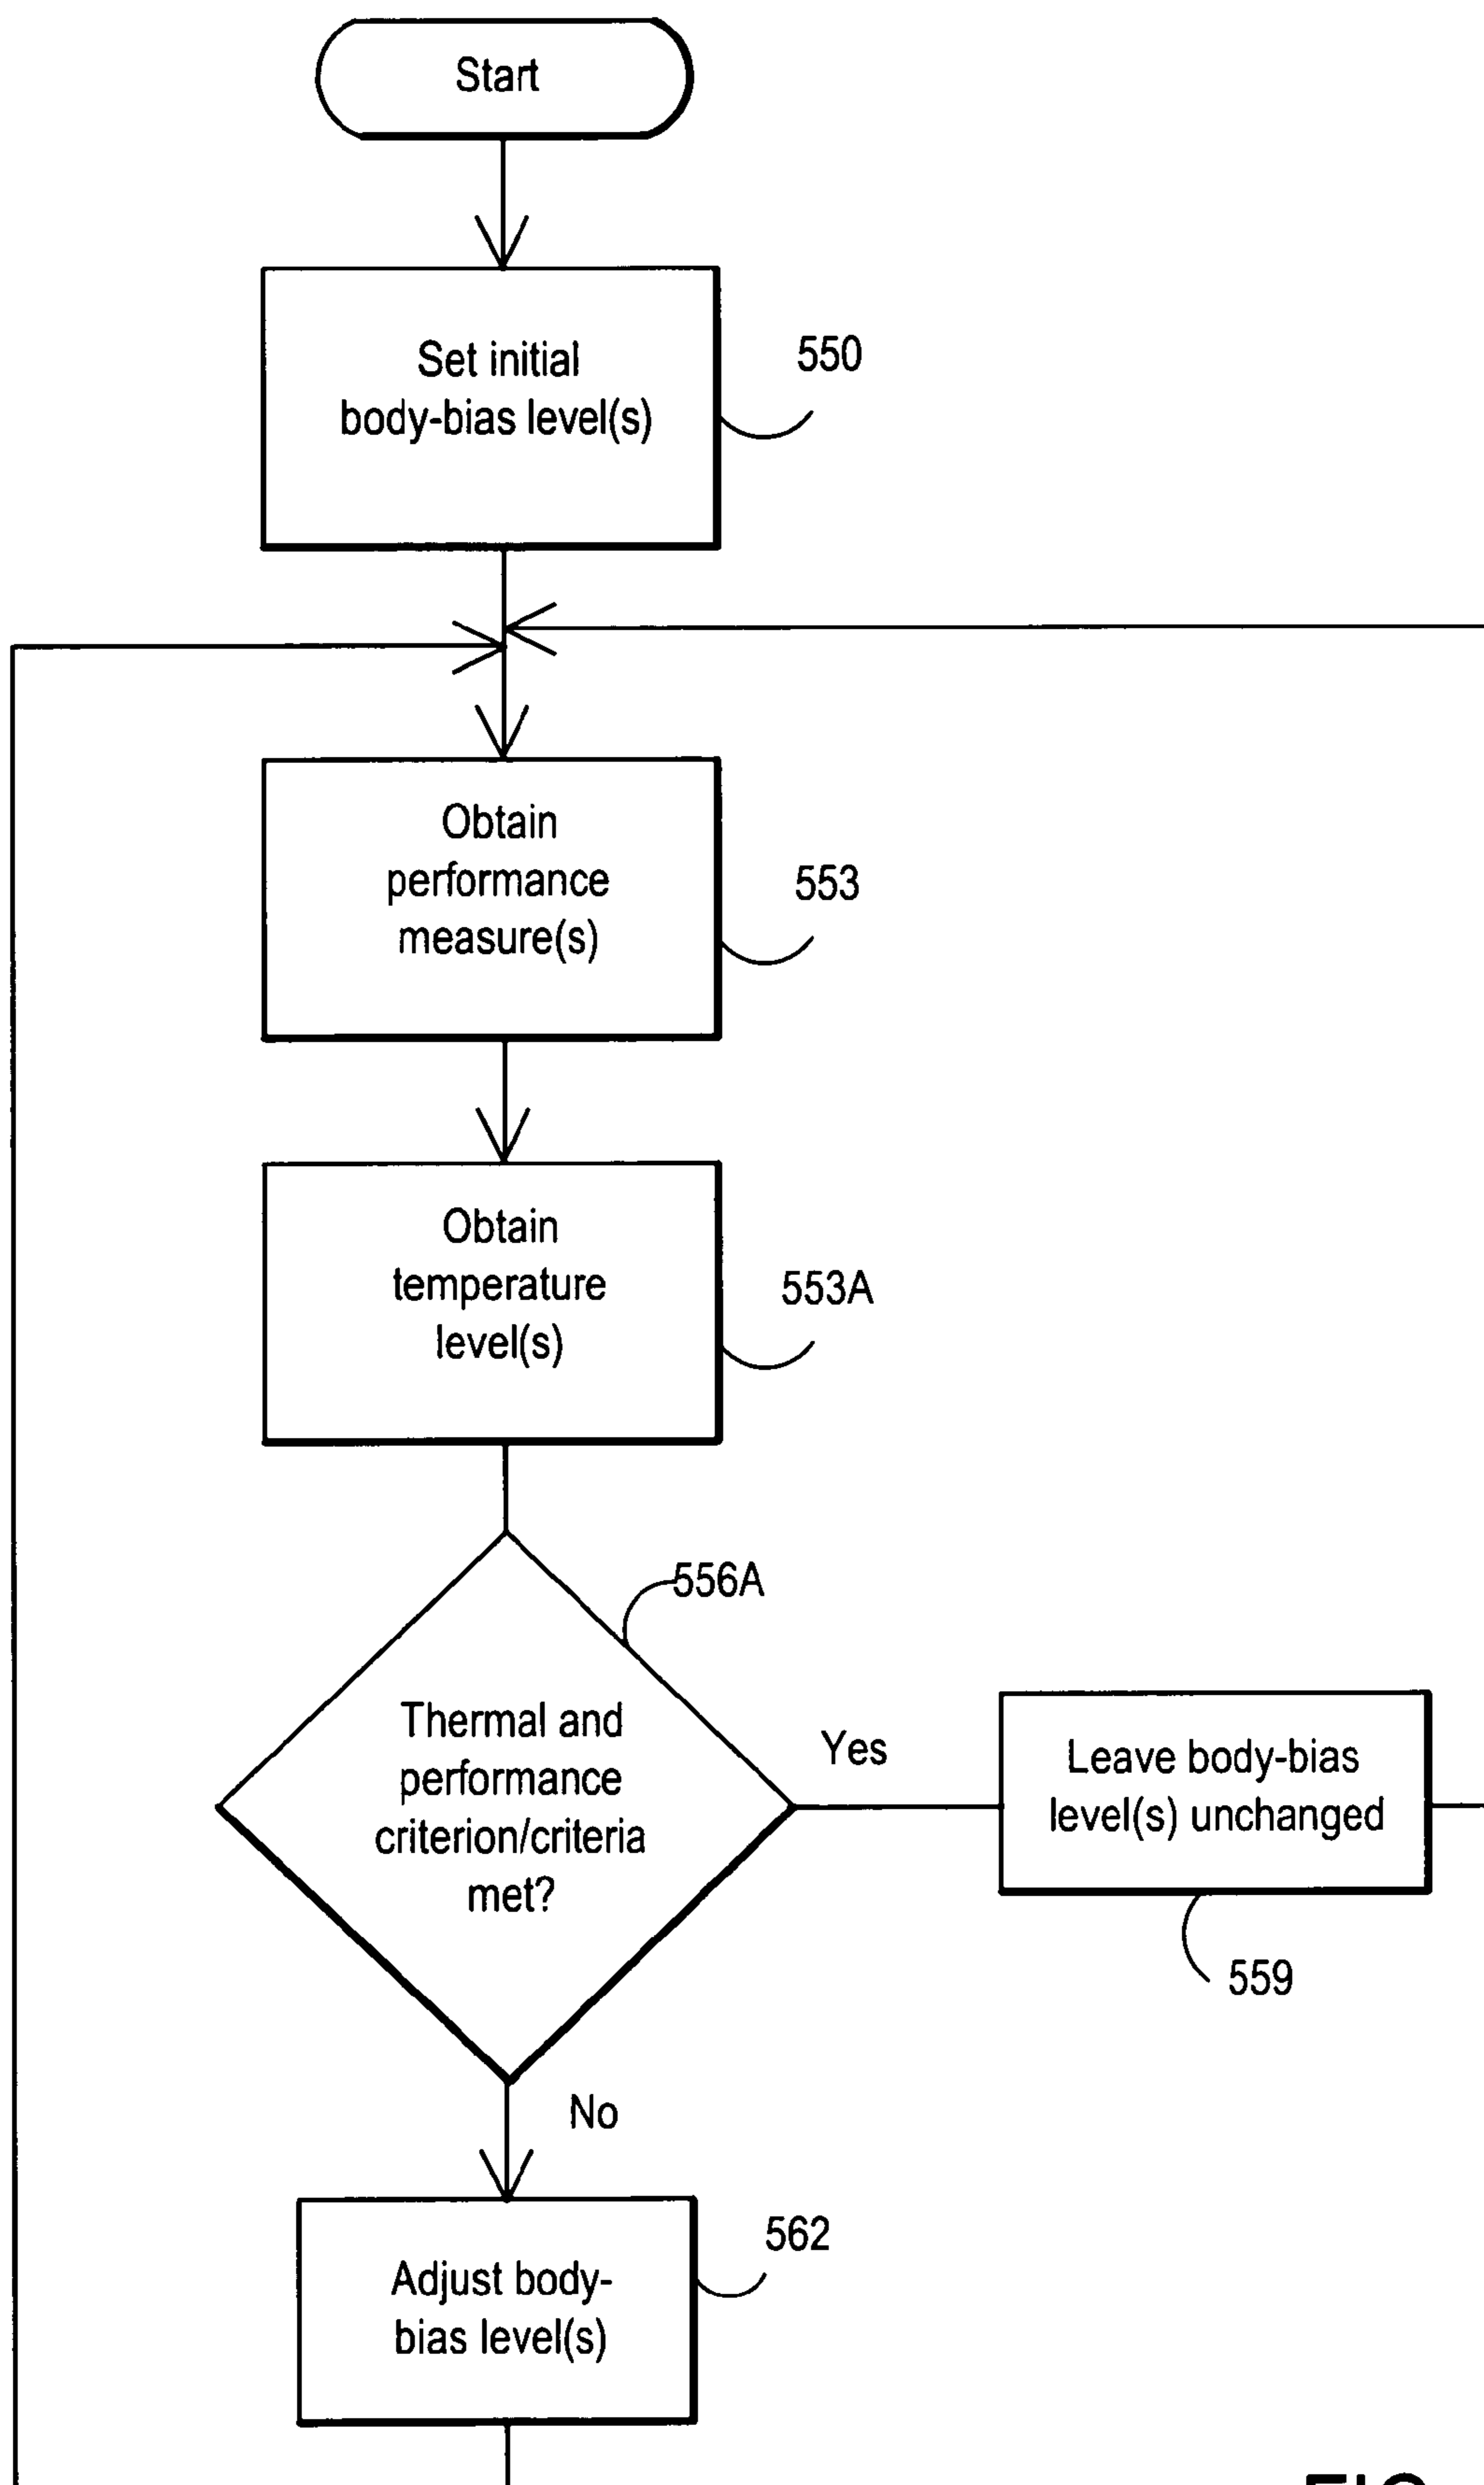 Start
Set initial
body-bias level(s)
550
Obtain
performance
measure(s)
553
Obtain
temperature
level(s)
553A
556A
Thermal and
performance
criterion/criteria
met?
Yes
Leave body-bias
level(s) unchanged
559
No
562
Adjust body-
bias level(s)